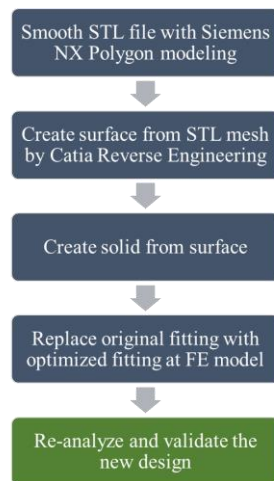 Smooth STL file with Siemens
NX Polygon modeling
Create surface from STL mesh
by Catia Reverse Engineering
Create solid from surface
Replace original fitting with
optimized fitting at FE model
Re-analyze and validate the
new design